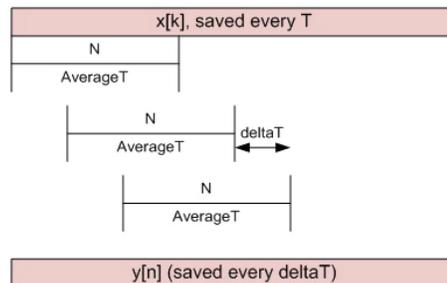 x[k], saved every T
N
AverageT
N
AverageT
deltaT
N
AverageT
y[n] (saved every deltaT)